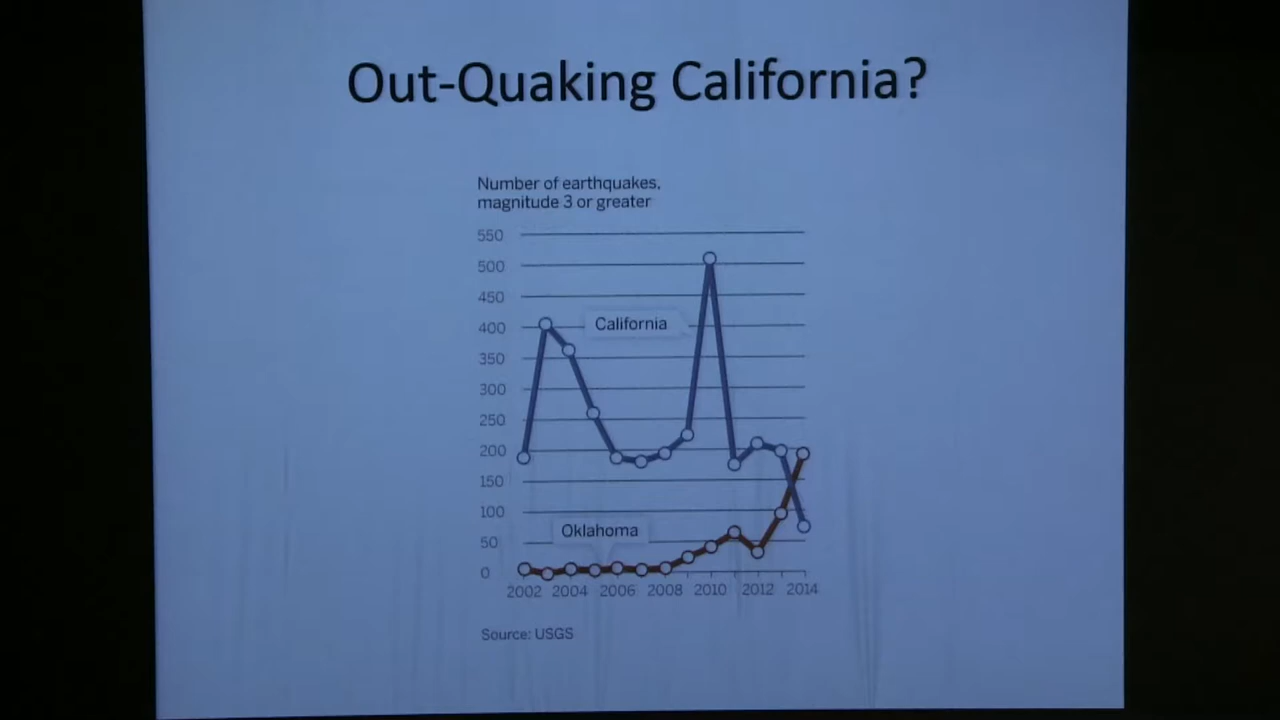 Out-Quaking California?
Number of earthquakes,
magnitude 3 or greater
550
500
450
400
California
350
300
250
200
150
100
Oklahoma
50
0
2002 2004 2006 2008 2010 2012 2014
Source: USGS